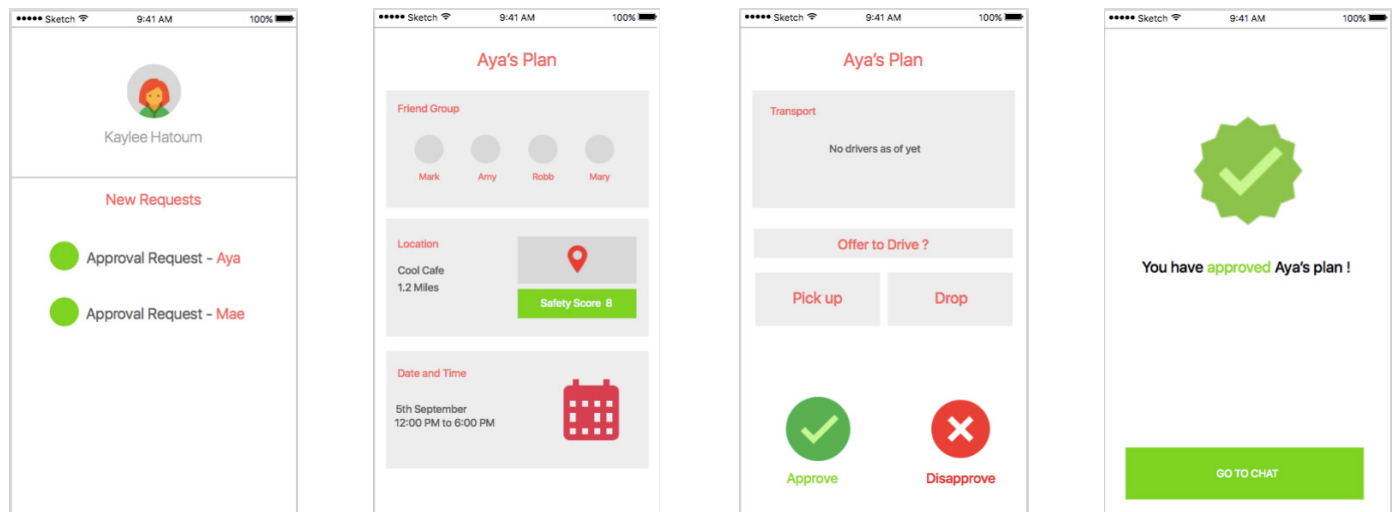 ●●●●● Sketch 9:41 AM 100%
Kaylee Hatoum
New Requests
Approval Request - Aya
Approval Request - Mae
●●●●● Sketch 9:41 AM 100%
Aya's Plan
Friend Group
Mark Amy Robb Mary
Location
Cool Cafe
1.2 Miles
Safety Score 8
Date and Time
5th September
12:00 PM to 6:00 PM
●●●●● Sketch 9:41 AM 100%
Aya's Plan
Transport
No drivers as of yet
Offer to Drive ?
Pick up Drop
Approve Disapprove
●●●●● Sketch 9:41 AM 100%
You have approved Aya's plan !
GO TO CHAT